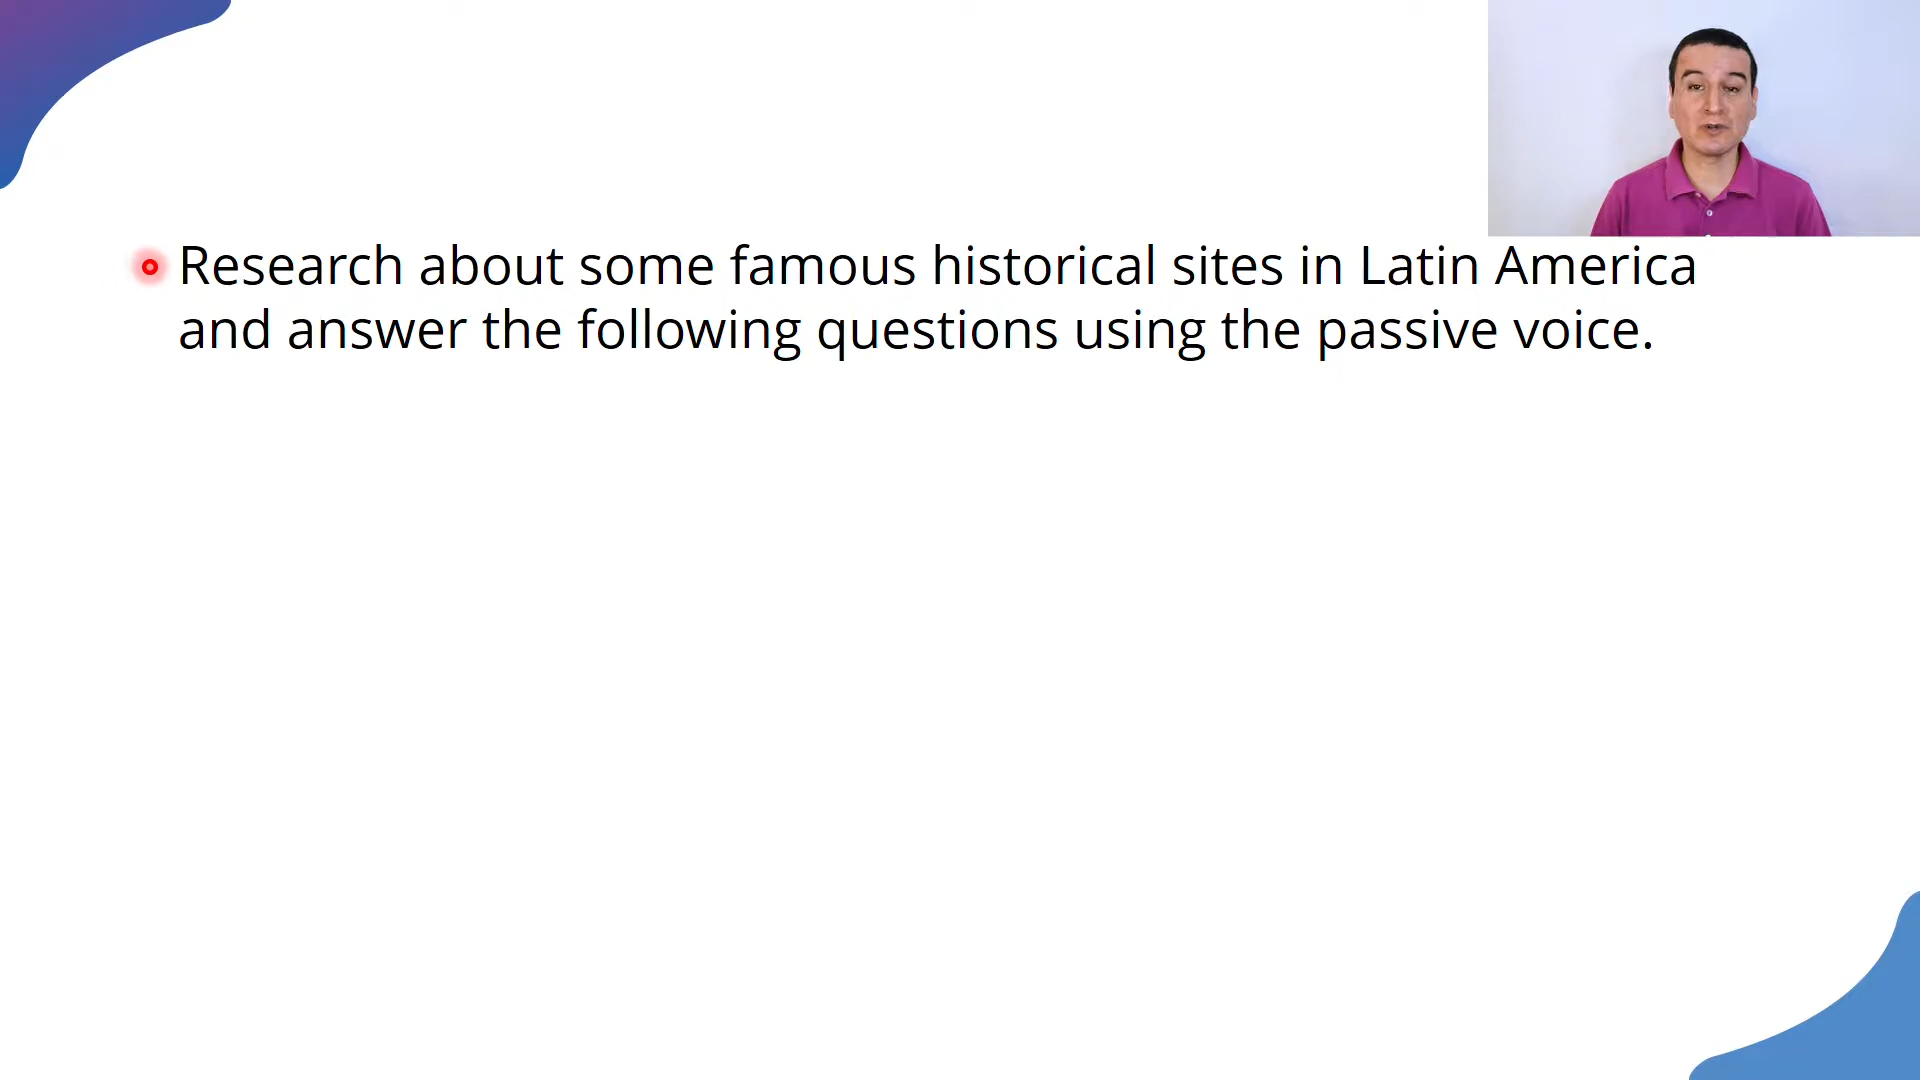 Research about some famous historical sites in Latin America
and answer the following questions using the passive voice.